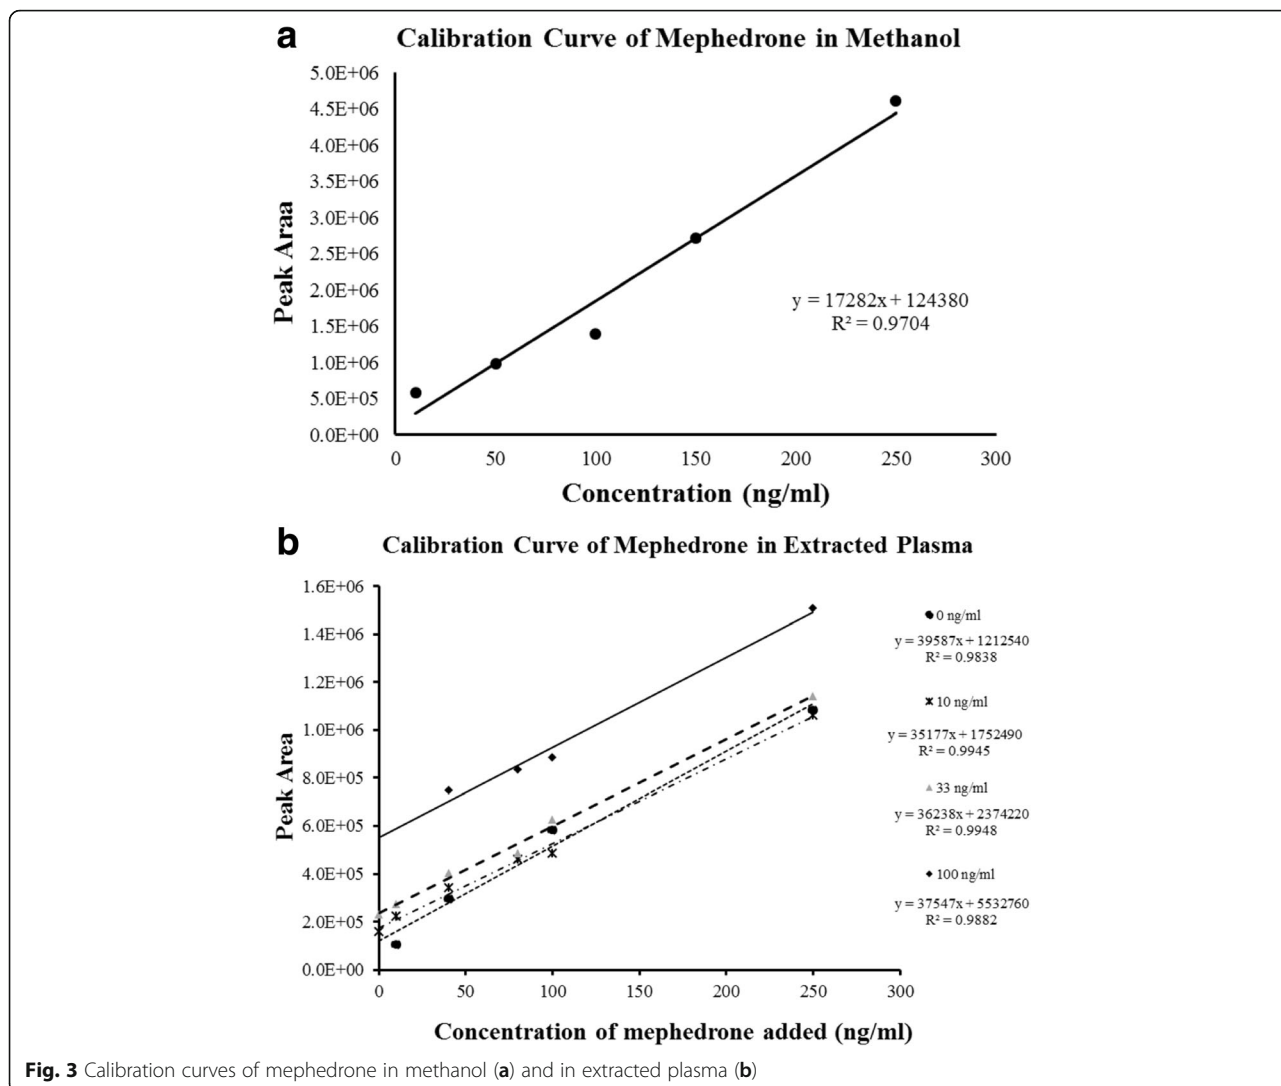 a
Calibration Curve of Mephedrone in Methanol
5.0E+06
4.5E+06
4.0E+06
3.5E+06
3.0E+06
2.5E+06
2.0E+06
1.5E+06
1.0E+06
5.0E+05
0.0E+00
Peak Araa
y = 17282x + 124380
R² = 0.9704
0 50 100 150 200 250 300
Concentration (ng/ml)
b
Calibration Curve of Mephedrone in Extracted Plasma
1.6E+06
1.4E+06
1.2E+06
1.0E+06
8.0E+05
6.0E+05
4.0E+05
2.0E+05
0.0E+00
Peak Area
0 ng/ml
y = 39587x + 1212540
R² = 0.9838
10 ng/ml
y = 35177x + 1752490
R² = 0.9945
33 ng/ml
y = 36238x + 2374220
R² = 0.9948
100 ng/ml
y = 37547x + 5532760
R² = 0.9882
0 50 100 150 200 250 300
Concentration of mephedrone added (ng/ml)
Fig. 3 Calibration curves of mephedrone in methanol (a) and in extracted plasma (b)